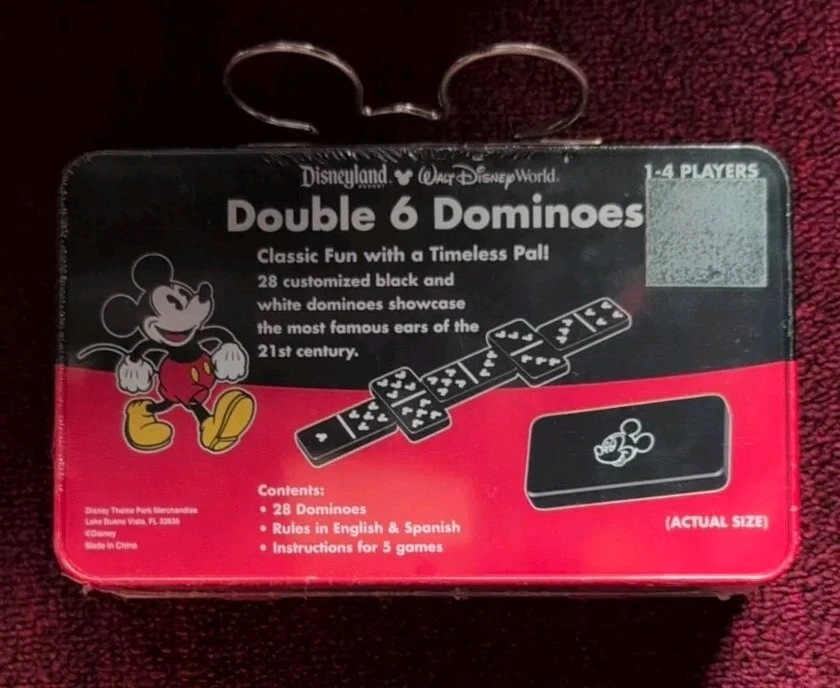 Disneyland Walt Disney World
RESORT
1-4 PLAYERS
Double 6 Dominoes
Classic Fun with a Timeless Pal!
28 customized black and
white dominoes showcase
the most famous ears of the
21st century.
Contents:
• 28 Dominoes
• Rules in English & Spanish
• Instructions for 5 games
(ACTUAL SIZE)
Disney Theme Park Merchandise
Lake Buena Vista, FL 32830
©Disney
Made in China